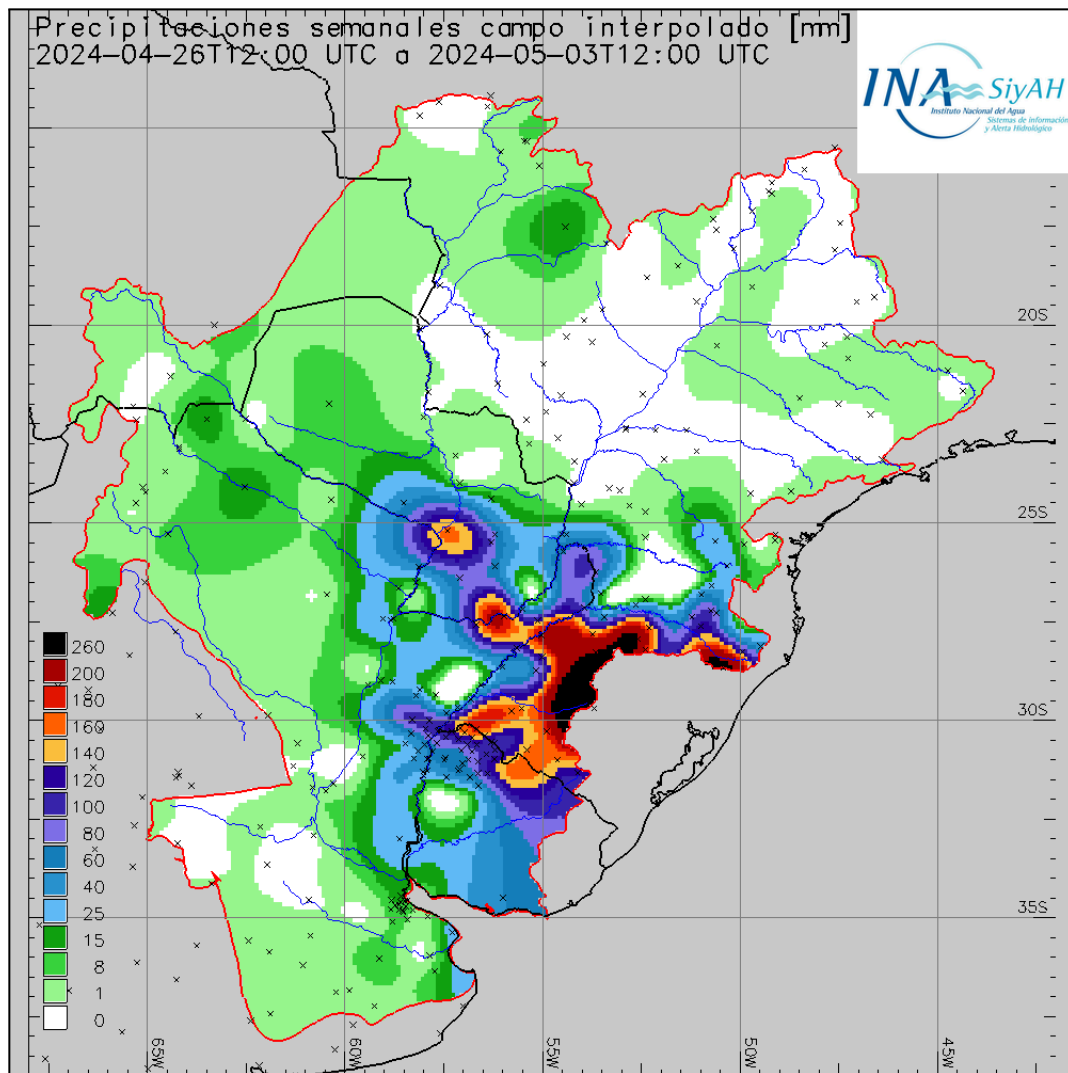 Precipitaciones semanales campo interpolado [mm]
2024-04-26T12:00 UTC a 2024-05-03T12:00 UTC
INA SiyAH
Instituto Nacional del Agua
Sistemas de información
y Alerta Hidrológico
20S
25S
30S
35S
260
200
180
160
140
120
100
80
60
40
25
15
8
1
0
65W
60W
55W
50W
45W